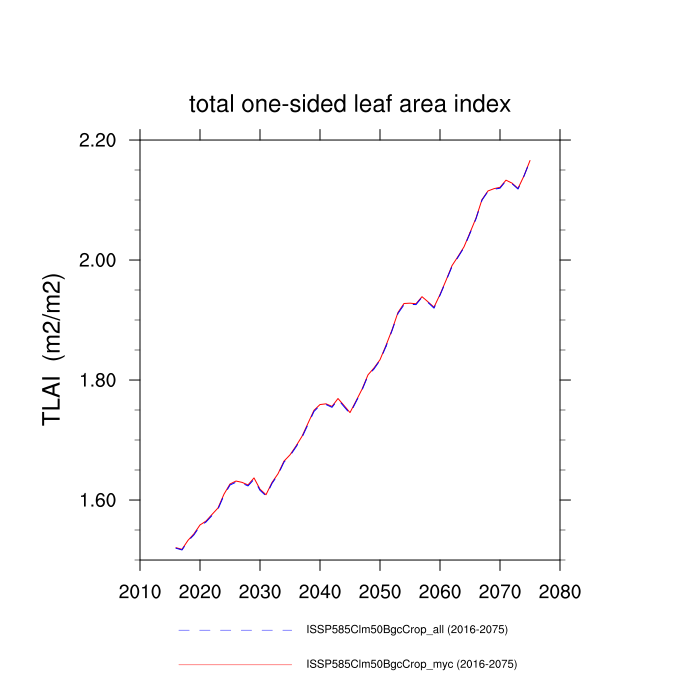 total one-sided leaf area index
2.20
2.00
1.80
1.60
TLAI (m2/m2)
2010 2020 2030 2040 2050 2060 2070 2080
ISSP585Clm50BgcCrop_all (2016-2075)
ISSP585Clm50BgcCrop_myc (2016-2075)